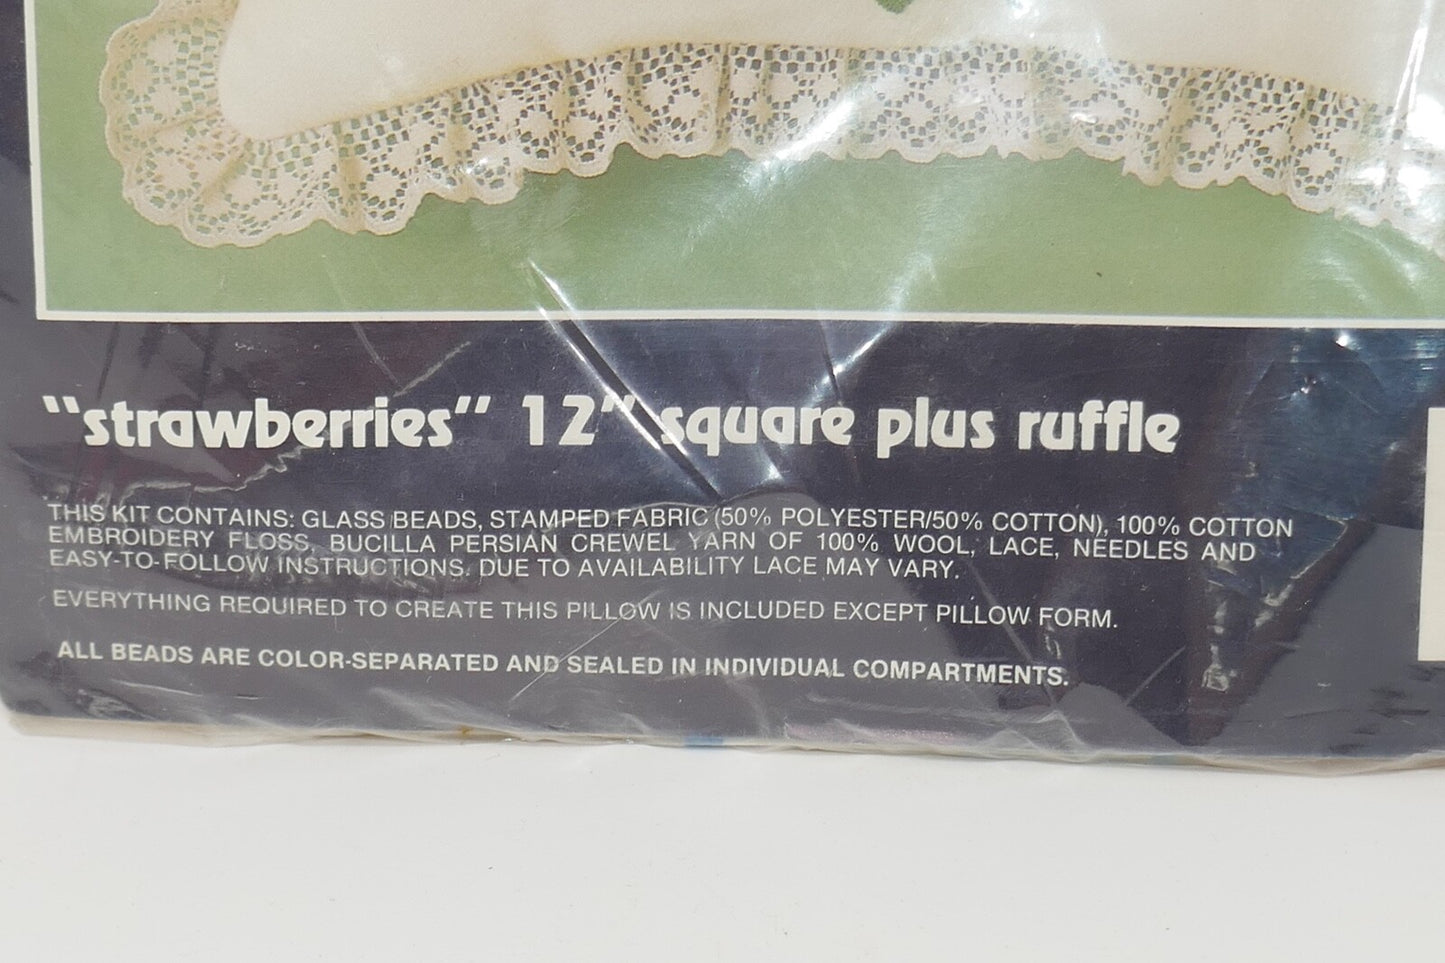 "strawberries" 12" square plus ruffle
THIS KIT CONTAINS: GLASS BEADS, STAMPED FABRIC (50% POLYESTER/50% COTTON), 100% COTTON
EMBROIDERY FLOSS, BUCILLA PERSIAN CREWEL YARN OF 100% WOOL, LACE, NEEDLES AND
EASY-TO-FOLLOW INSTRUCTIONS. DUE TO AVAILABILITY LACE MAY VARY.
EVERYTHING REQUIRED TO CREATE THIS PILLOW IS INCLUDED EXCEPT PILLOW FORM.
ALL BEADS ARE COLOR-SEPARATED AND SEALED IN INDIVIDUAL COMPARTMENTS.